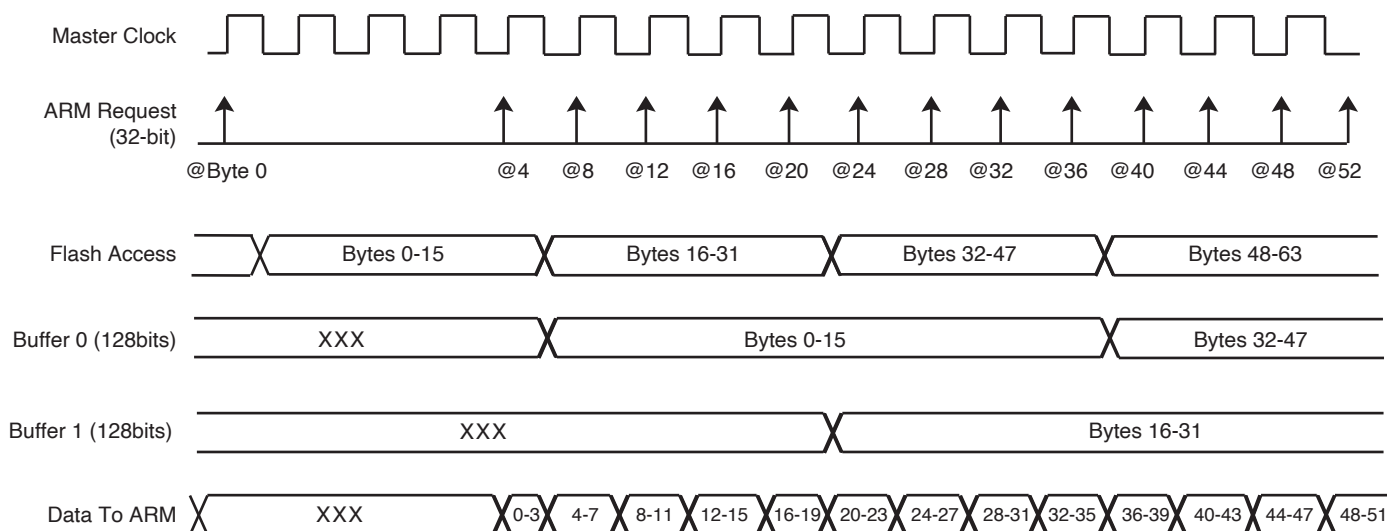 Master Clock
ARM Request
(32-bit)
@Byte 0 @4 @8 @12 @16 @20 @24 @28 @32 @36 @40 @44 @48 @52
Flash Access Bytes 0-15 Bytes 16-31 Bytes 32-47 Bytes 48-63
Buffer 0 (128bits) XXX Bytes 0-15 Bytes 32-47
Buffer 1 (128bits) XXX Bytes 16-31
Data To ARM XXX 0-3 4-7 8-11 12-15 16-19 20-23 24-27 28-31 32-35 36-39 40-43 44-47 48-51